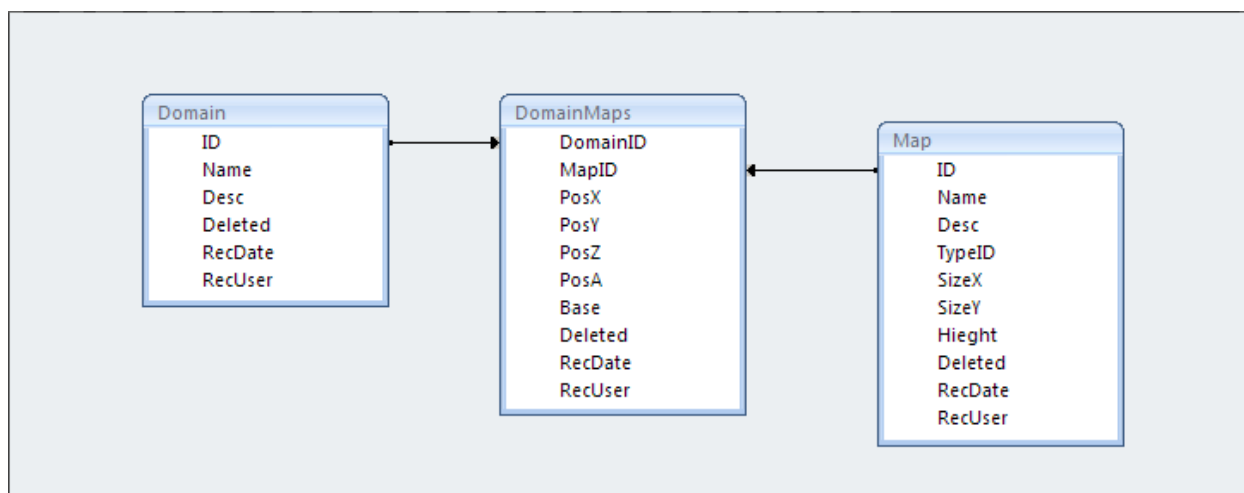 Domain
ID
Name
Desc
Deleted
RecDate
RecUser
DomainMaps
DomainID
MapID
PosX
PosY
PosZ
PosA
Base
Deleted
RecDate
RecUser
Map
ID
Name
Desc
TypeID
SizeX
SizeY
Hieght
Deleted
RecDate
RecUser